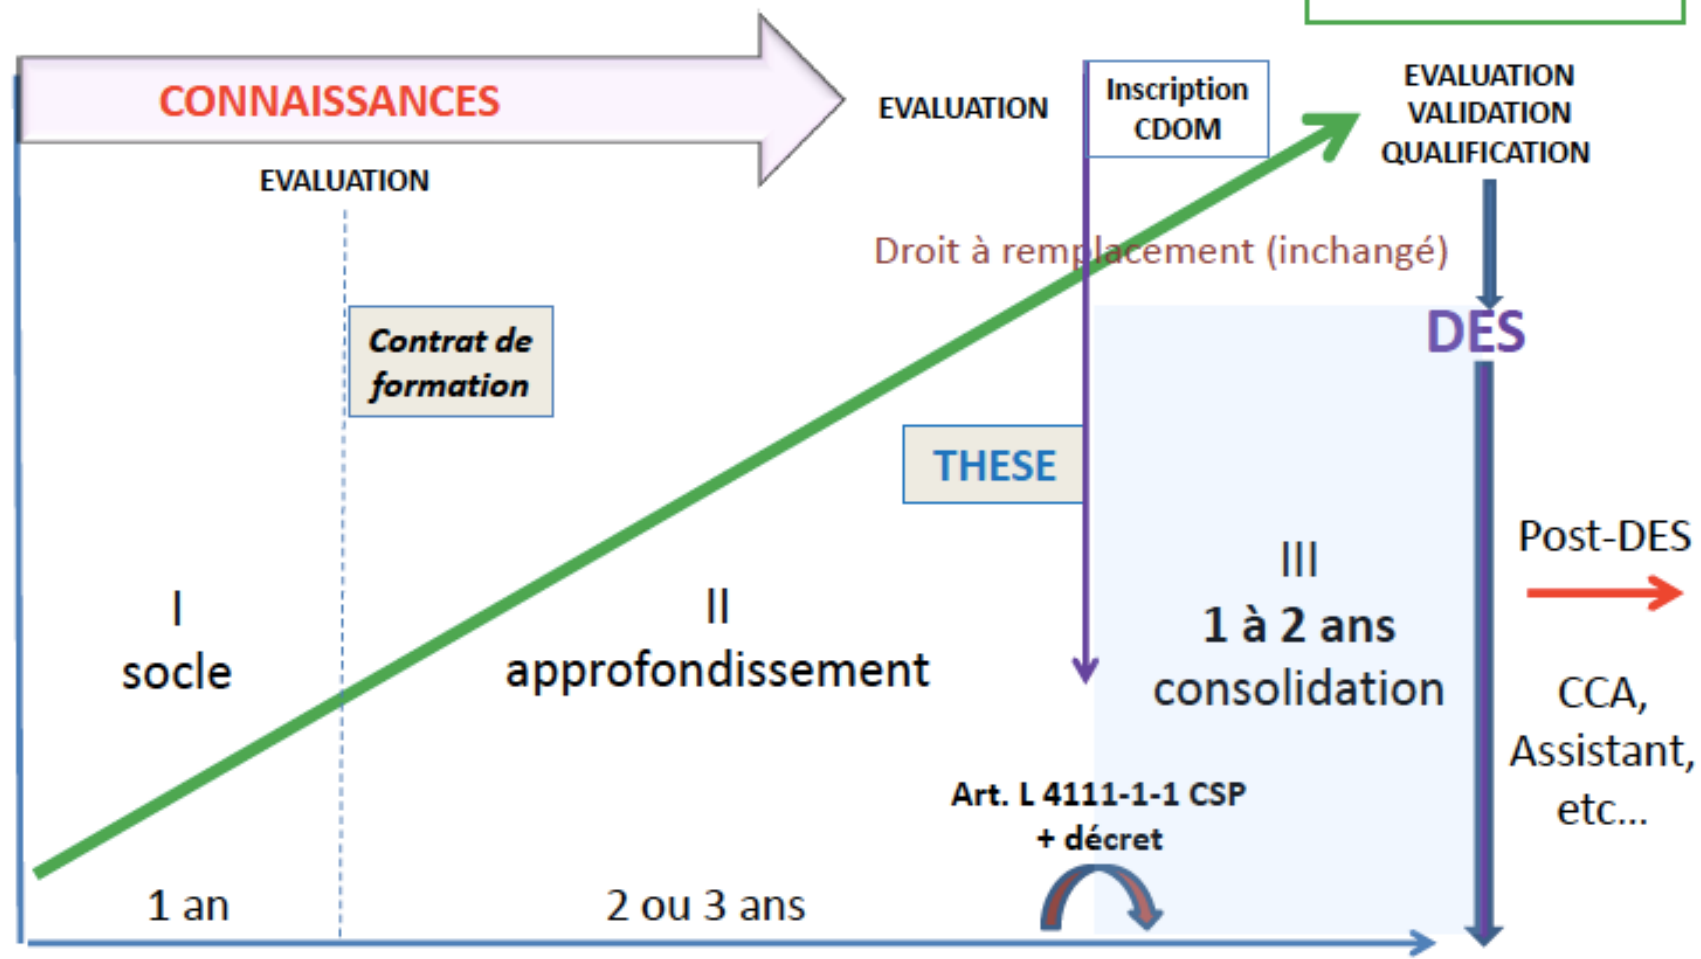 CONNAISSANCES
EVALUATION
EVALUATION
Inscription
CDOM
EVALUATION
VALIDATION
QUALIFICATION
Droit à remplacement (inchangé)
DES
Contrat de
formation
THESE
I
socle
II
approfondissement
III
1 à 2 ans
consolidation
Post-DES
CCA,
Assistant,
etc...
Art. L 4111-1-1 CSP
+ décret
1 an
2 ou 3 ans